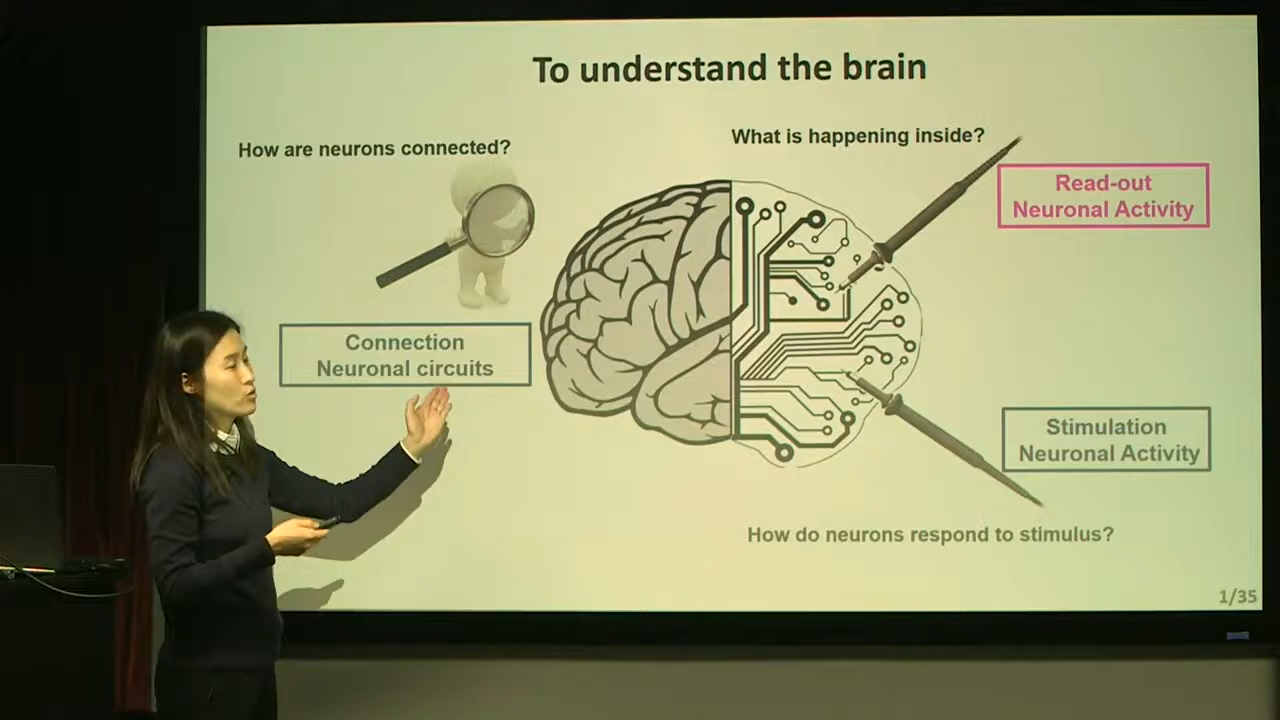 To understand the brain
How are neurons connected?
What is happening inside?
Read-out
Neuronal Activity
Connection
Neuronal circuits
Stimulation
Neuronal Activity
How do neurons respond to stimulus?
1/35